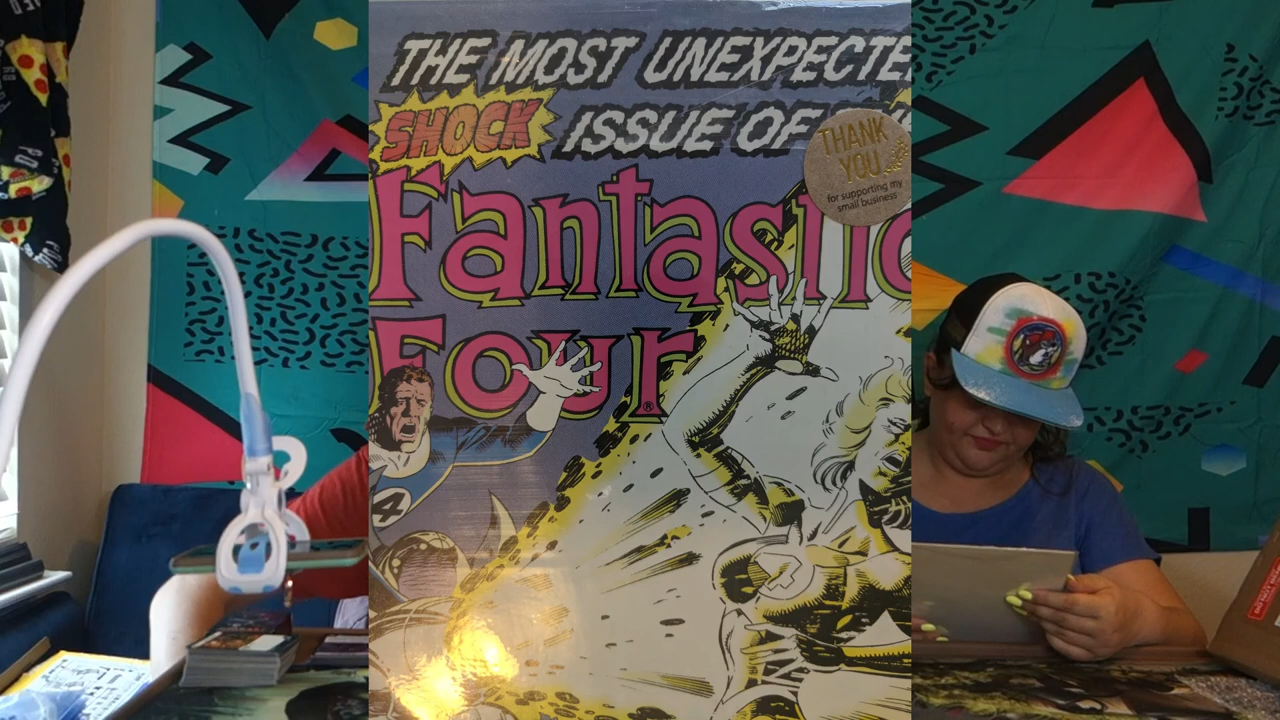 THE MOST UNEXPECTE
SHOCK
ISSUE OF
THANK
YOU
for supporting my
small business
Fantastic
Four
®
4